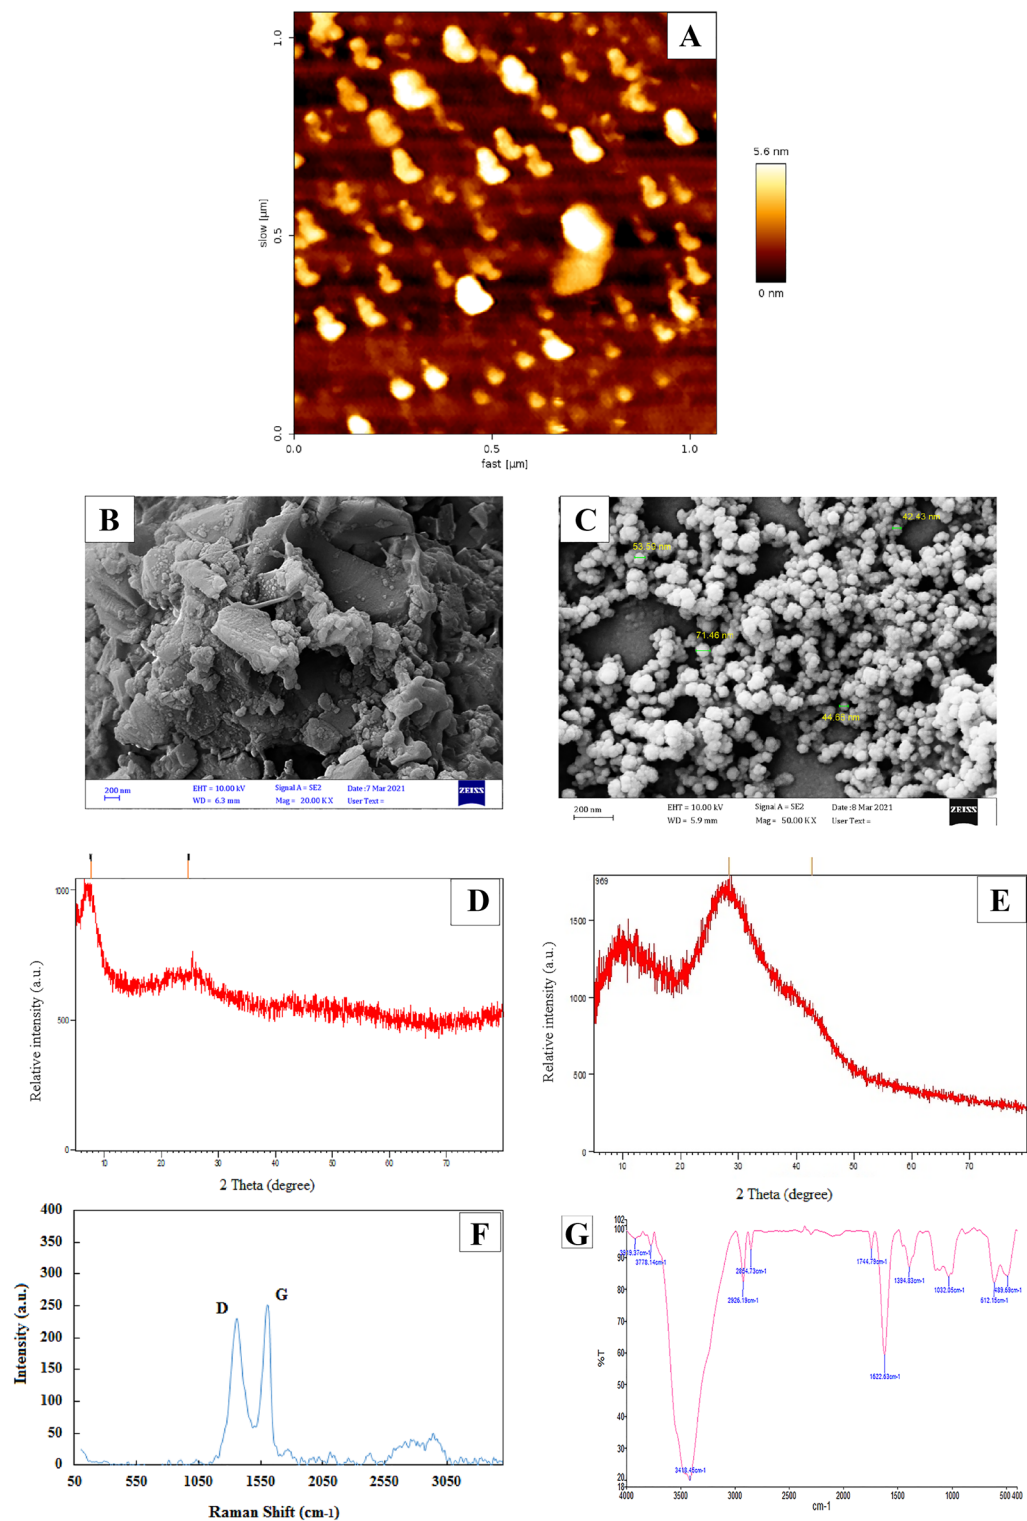 A
1.0
0.5
0.0
slow [µm]
0.0 0.5 1.0
fast [µm]
5.6 nm
0 nm
B
200 nm
EHT = 10.00 kV Signal A = SE2 Date :7 Mar 2021
WD = 6.3 mm Mag = 20.00 K X User Text =
ZEISS
C
42.43 nm
53.59 nm
71.46 nm
nm
200 nm
EHT = 10.00 kV Signal A = SE2 Date :8 Mar 2021
WD = 5.9 mm Mag = 50.00 K X User Text =
ZEISS
D
1000
500
0
Relative intensity (a.u.)
10 20 30 40 50 60 70
2 Theta (degree)
E
1500
1000
500
0
Relative intensity (a.u.)
10 20 30 40 50 60 70
2 Theta (degree)
F
400
350
300
250
200
150
100
50
0
Intensity (a.u.)
D
G
50 1050 1550 2050 2550 3050
550
Raman Shift (cm-1)
G
102
100
90
80
70
60
50
40
30
20
18
%T
3919.37cm-1
3778.14cm-1
3419.45cm-1
2926.19cm-1
2854.73cm-1
1744.79cm-1
1622.63cm-1
1394.83cm-1
1032.05cm-1
612.15cm-1
489.59cm-1
4000 3500 3000 2500 2000 1500 1000 500 400
cm-1